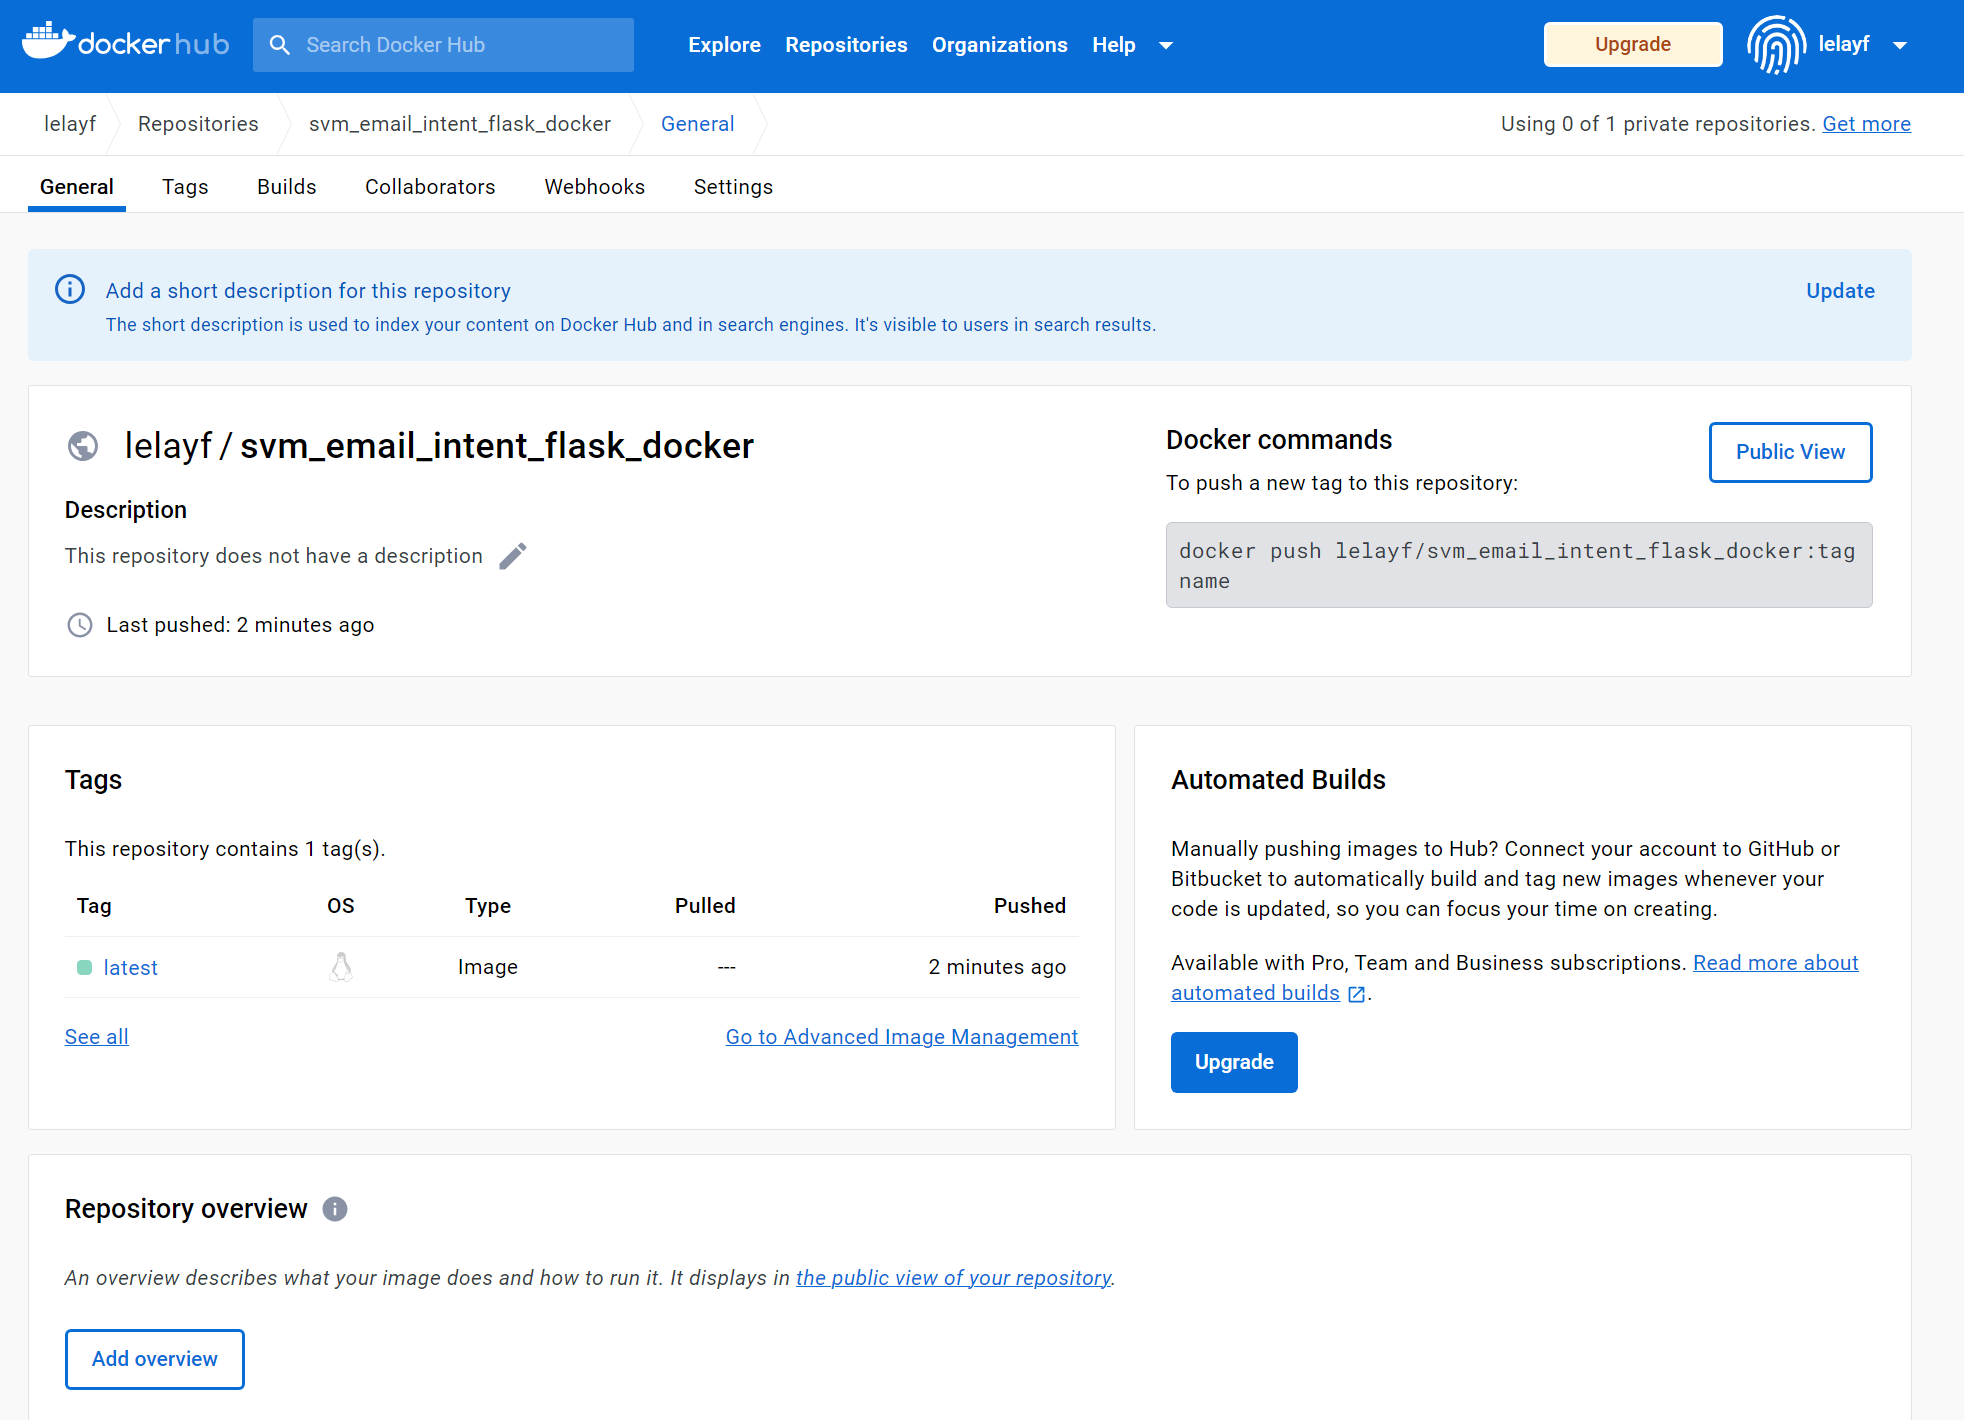 dockerhub
Search Docker Hub
Explore
Repositories
Organizations
Help
Upgrade
lelayf
lelayf
Repositories
svm_email_intent_flask_docker
General
Using 0 of 1 private repositories. Get more
General
Tags
Builds
Collaborators
Webhooks
Settings
Add a short description for this repository
Update
The short description is used to index your content on Docker Hub and in search engines. It's visible to users in search results.
lelayf / svm_email_intent_flask_docker
Description
This repository does not have a description
Last pushed: 2 minutes ago
Docker commands
Public View
To push a new tag to this repository:
docker push lelayf/svm_email_intent_flask_docker:tag
name
Tags
This repository contains 1 tag(s).
Tag OS Type Pulled Pushed
latest Image --- 2 minutes ago
See all
Go to Advanced Image Management
Automated Builds
Manually pushing images to Hub? Connect your account to GitHub or
Bitbucket to automatically build and tag new images whenever your
code is updated, so you can focus your time on creating.
Available with Pro, Team and Business subscriptions. Read more about
automated builds.
Upgrade
Repository overview
An overview describes what your image does and how to run it. It displays in the public view of your repository.
Add overview